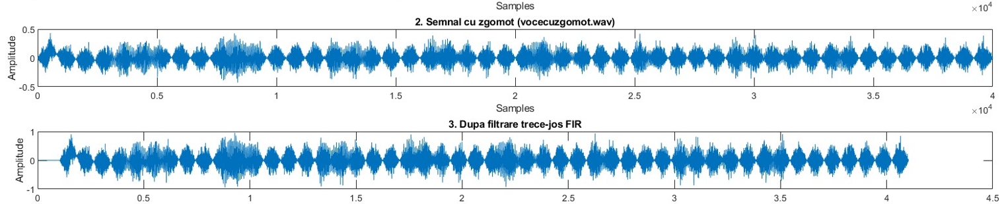 Samples
×10⁴
2. Semnal cu zgomot (vocecuzgomot.wav)
Amplitude
0.5
0
-0.5
0 0.5 1 1.5 2 2.5 3 3.5 4
Samples
×10⁴
3. Dupa filtrare trece-jos FIR
Amplitude
1
0
-1
0 0.5 1 1.5 2 2.5 3 3.5 4 4.5